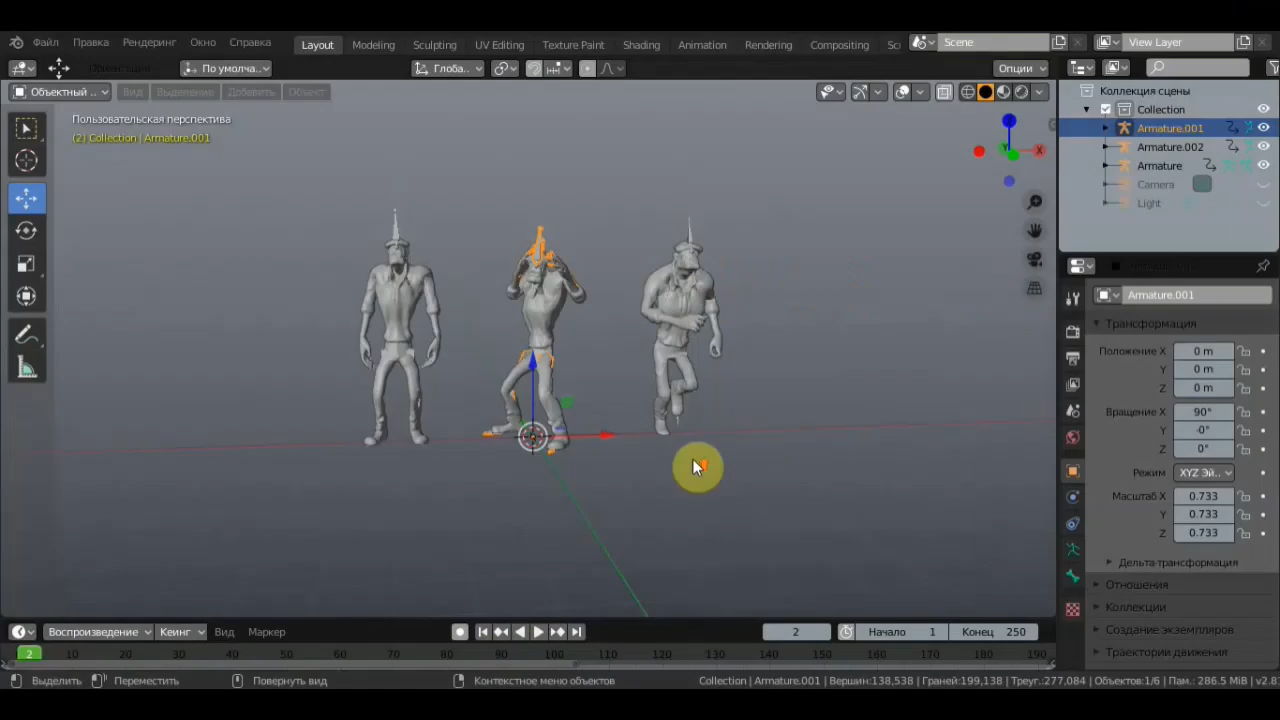 Файл Правка Рендеринг Окно Справка Layout Modeling Sculpting UV Editing Texture Paint Shading Animation Rendering Compositing Sc Scene View Layer
По умолча.. Глоба.. Опции
Объектный .. Вид Выделение Добавить Объект
Коллекция сцены
Collection
Armature.001
Armature.002
Armature
Camera
Light
Пользовательская перспектива
(2) Collection | Armature.001
X
Y
Armature.001
Трансформация
Положение X 0 m
Y 0 m
Z 0 m
Вращение X 90°
Y -0°
Z 0°
Режим XYZ Эй..
Масштаб X 0.733
Y 0.733
Z 0.733
Дельта трансформация
Отношения
Коллекции
Создание экземпляров
Траектории движения
Воспроизведение Кеинг Вид Маркер 2 Начало 1 Конец 250
2 10 20 30 40 50 60 70 80 90 100 110 120 130 140 150 160 170 180 190
Выделить Переместить Повернуть вид Контекстное меню объектов Collection | Armature.001 | Вершин:138,538 | Граней:199,138 | Треуг.:277,084 | Объектов:1/6 | Пам.: 286.5 MiB | v2.8